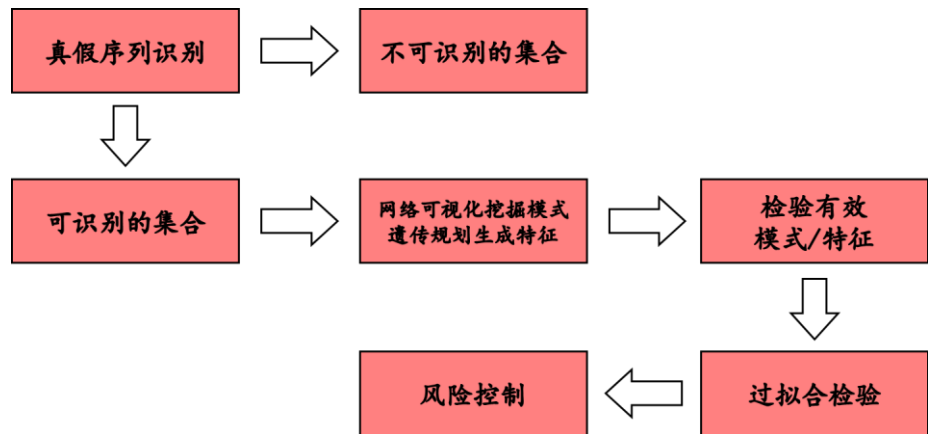 真假序列识别
不可识别的集合
可识别的集合
网络可视化挖掘模式
遗传规划生成特征
检验有效
模式/特征
风险控制
过拟合检验